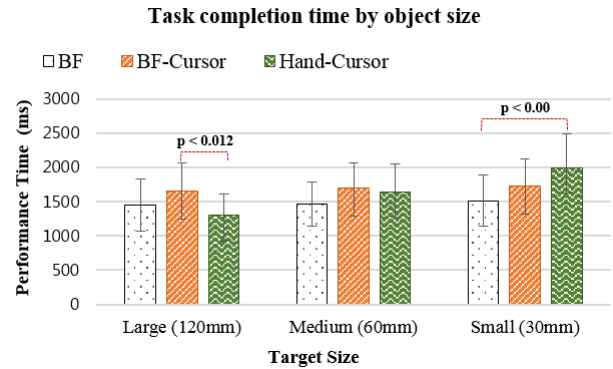 Task completion time by object size
BF BF-Cursor Hand-Cursor
Performance Time (ms)
3000
2500
2000
1500
1000
500
0
p < 0.012
p < 0.00
Large (120mm) Medium (60mm) Small (30mm)
Target Size